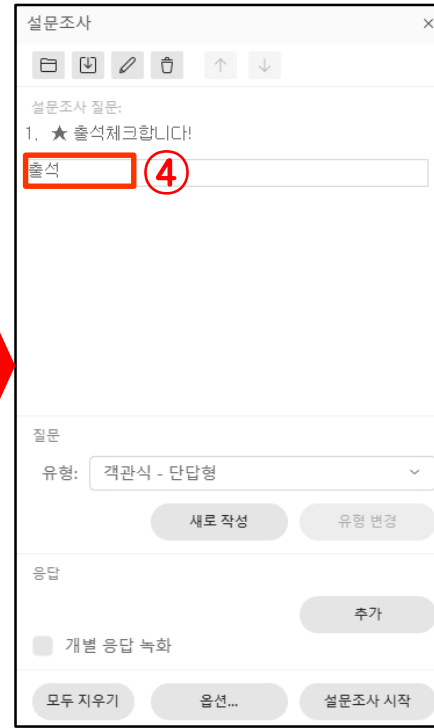 설문조사 ×
설문조사 질문:
1. ★ 출석체크합니다!
출석 ④
질문
유형: 객관식 - 단답형
새로 작성 유형 변경
응답
추가
개별 응답 녹화
모두 지우기 옵션... 설문조사 시작